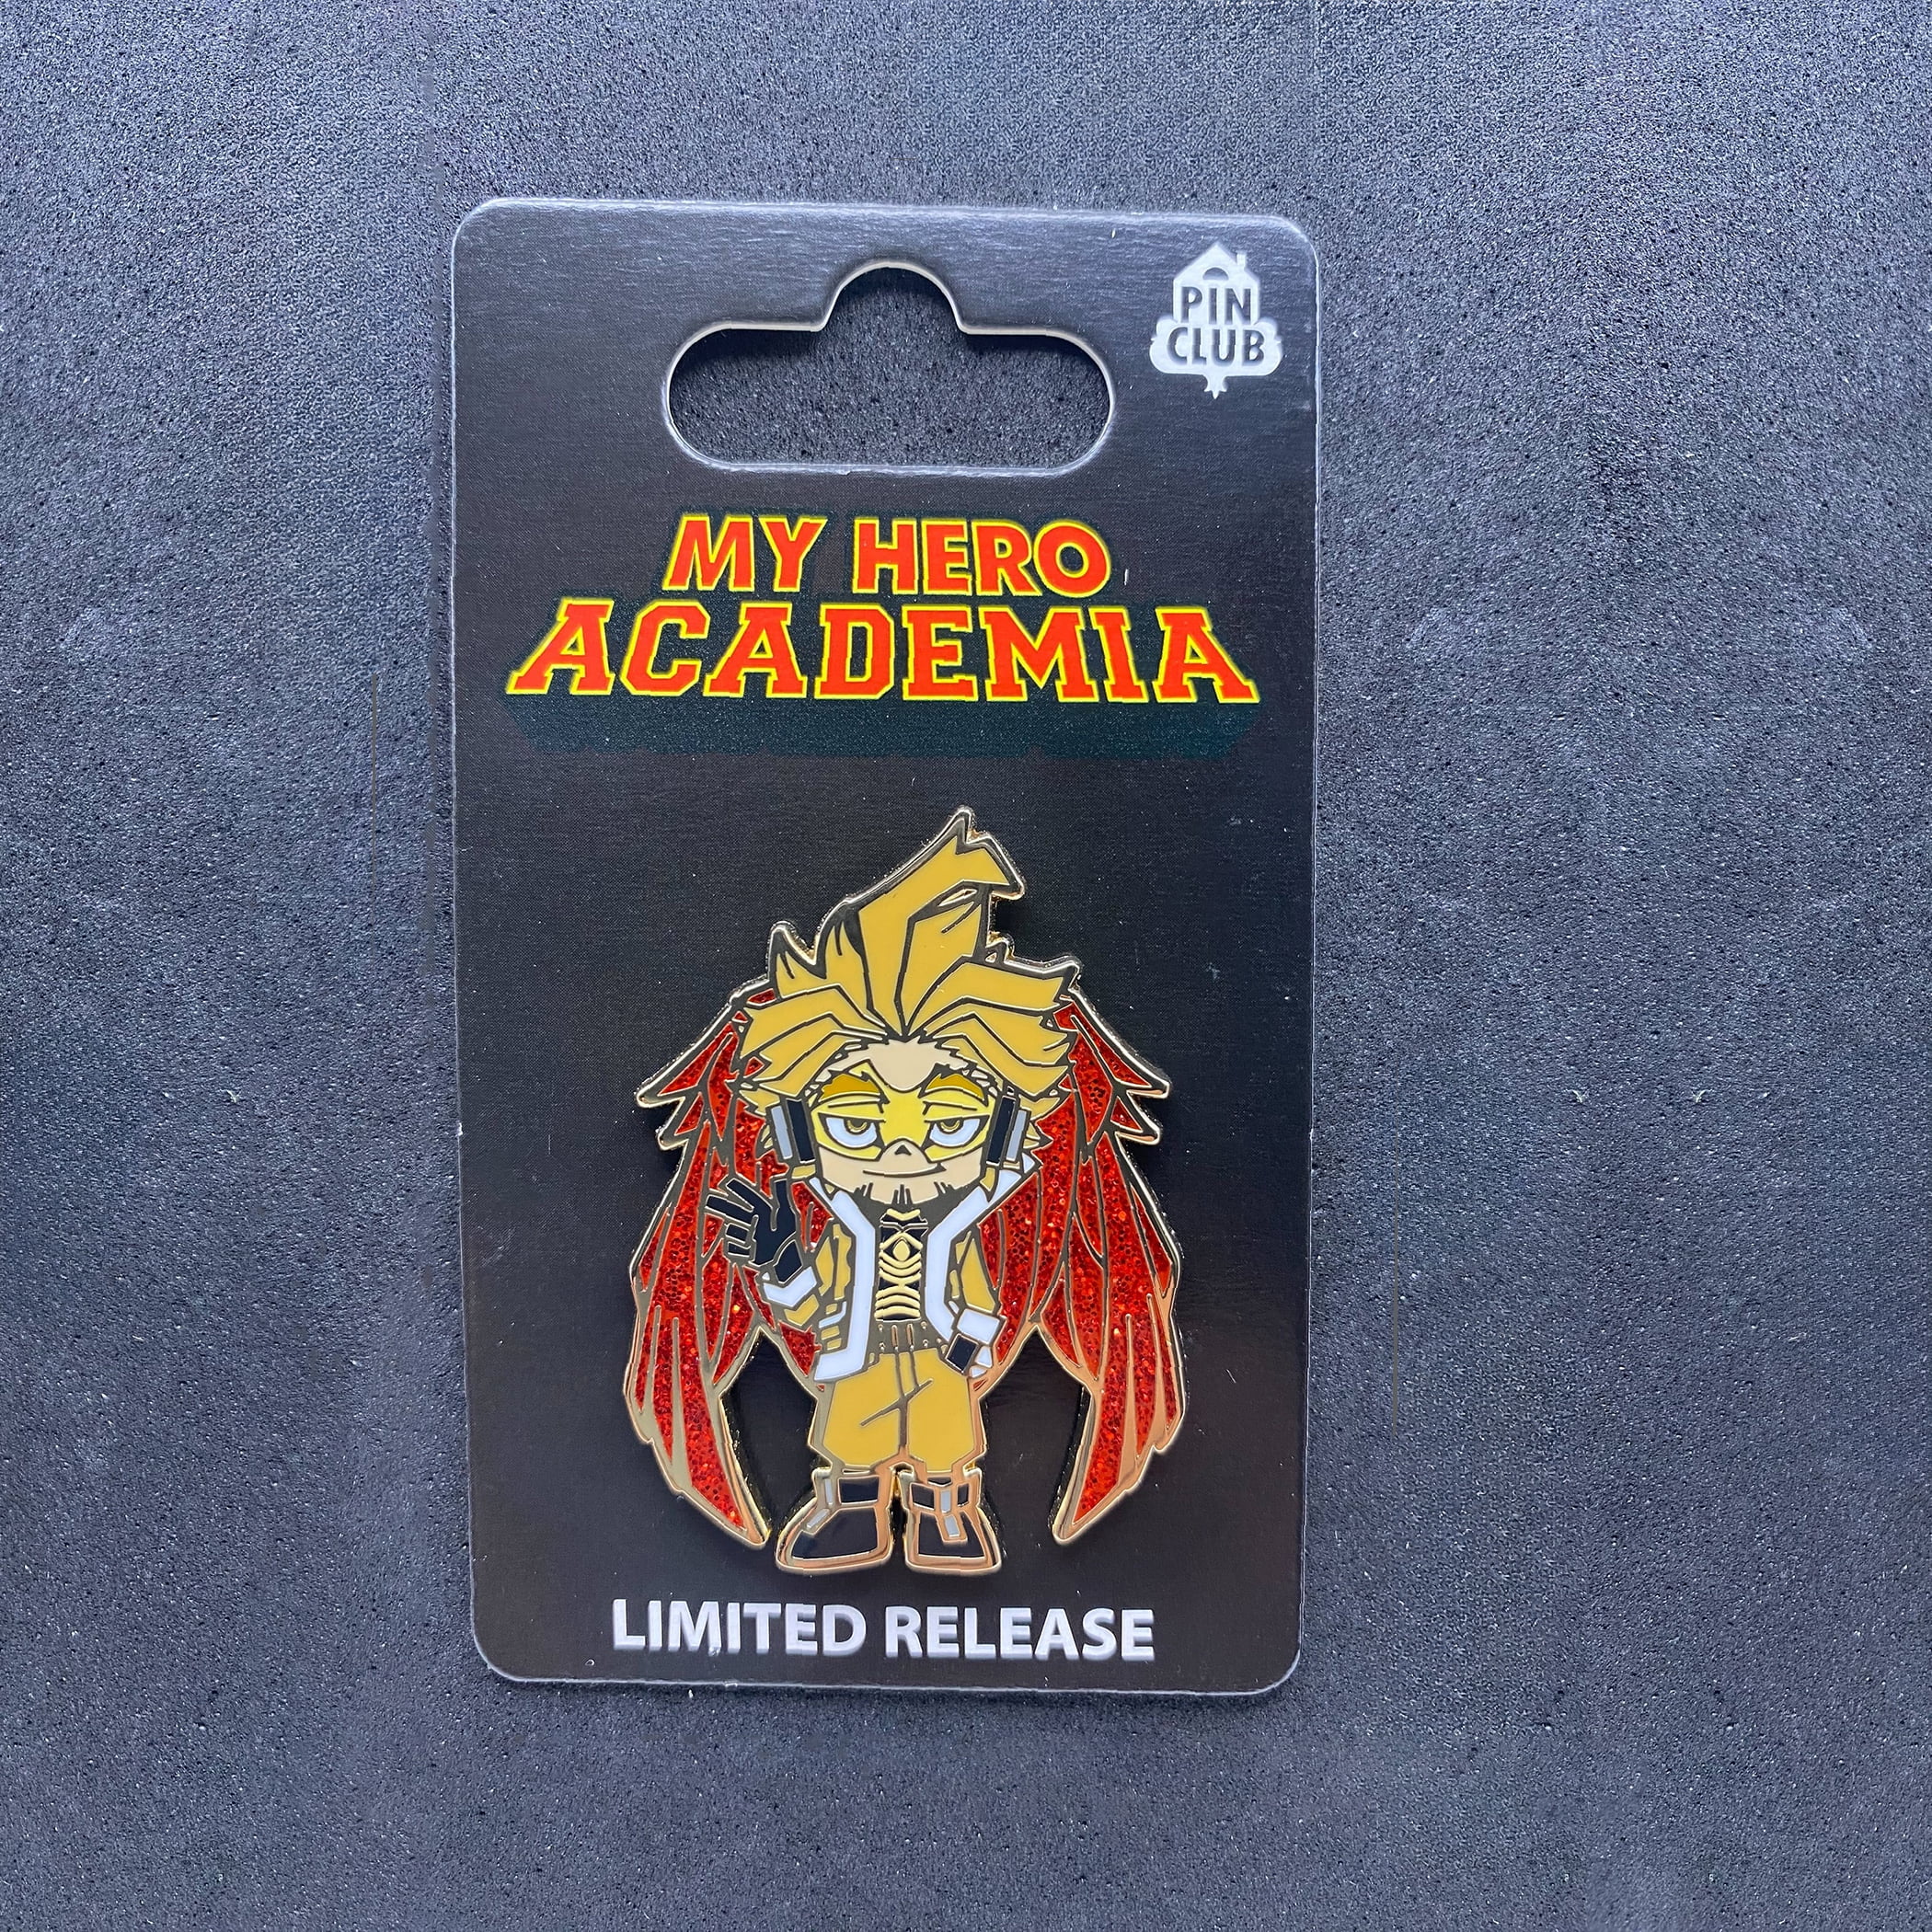 PIN
CLUB
MY HERO
ACADEMIA
LIMITED RELEASE